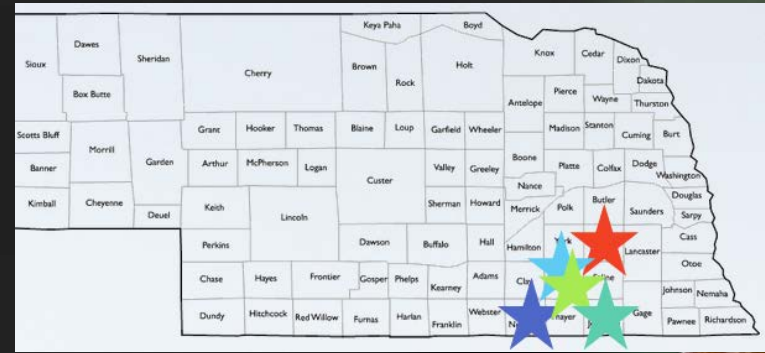 Keya Paha
Boyd
Dawes
Sioux
Sheridan
Cherry
Brown
Rock
Holt
Knox
Cedar
Dixon
Dakota
Box Butte
Antelope
Pierce
Wayne
Thurston
Scotts Bluff
Grant
Hooker
Thomas
Blaine
Loup
Garfield
Wheeler
Madison
Stanton
Cuming
Burt
Banner
Morrill
Garden
Arthur
McPherson
Logan
Custer
Valley
Greeley
Boone
Platte
Colfax
Dodge
Washington
Nance
Kimball
Cheyenne
Deuel
Keith
Lincoln
Sherman
Howard
Merrick
Polk
Butler
Saunders
Douglas
Sarpy
Perkins
Dawson
Buffalo
Hall
Hamilton
Lancaster
Cass
Otoe
Chase
Hayes
Frontier
Gosper
Phelps
Kearney
Adams
Johnson
Nemaha
Dundy
Hitchcock
Red Willow
Furnas
Harlan
Franklin
Webster
Gage
Pawnee
Richardson